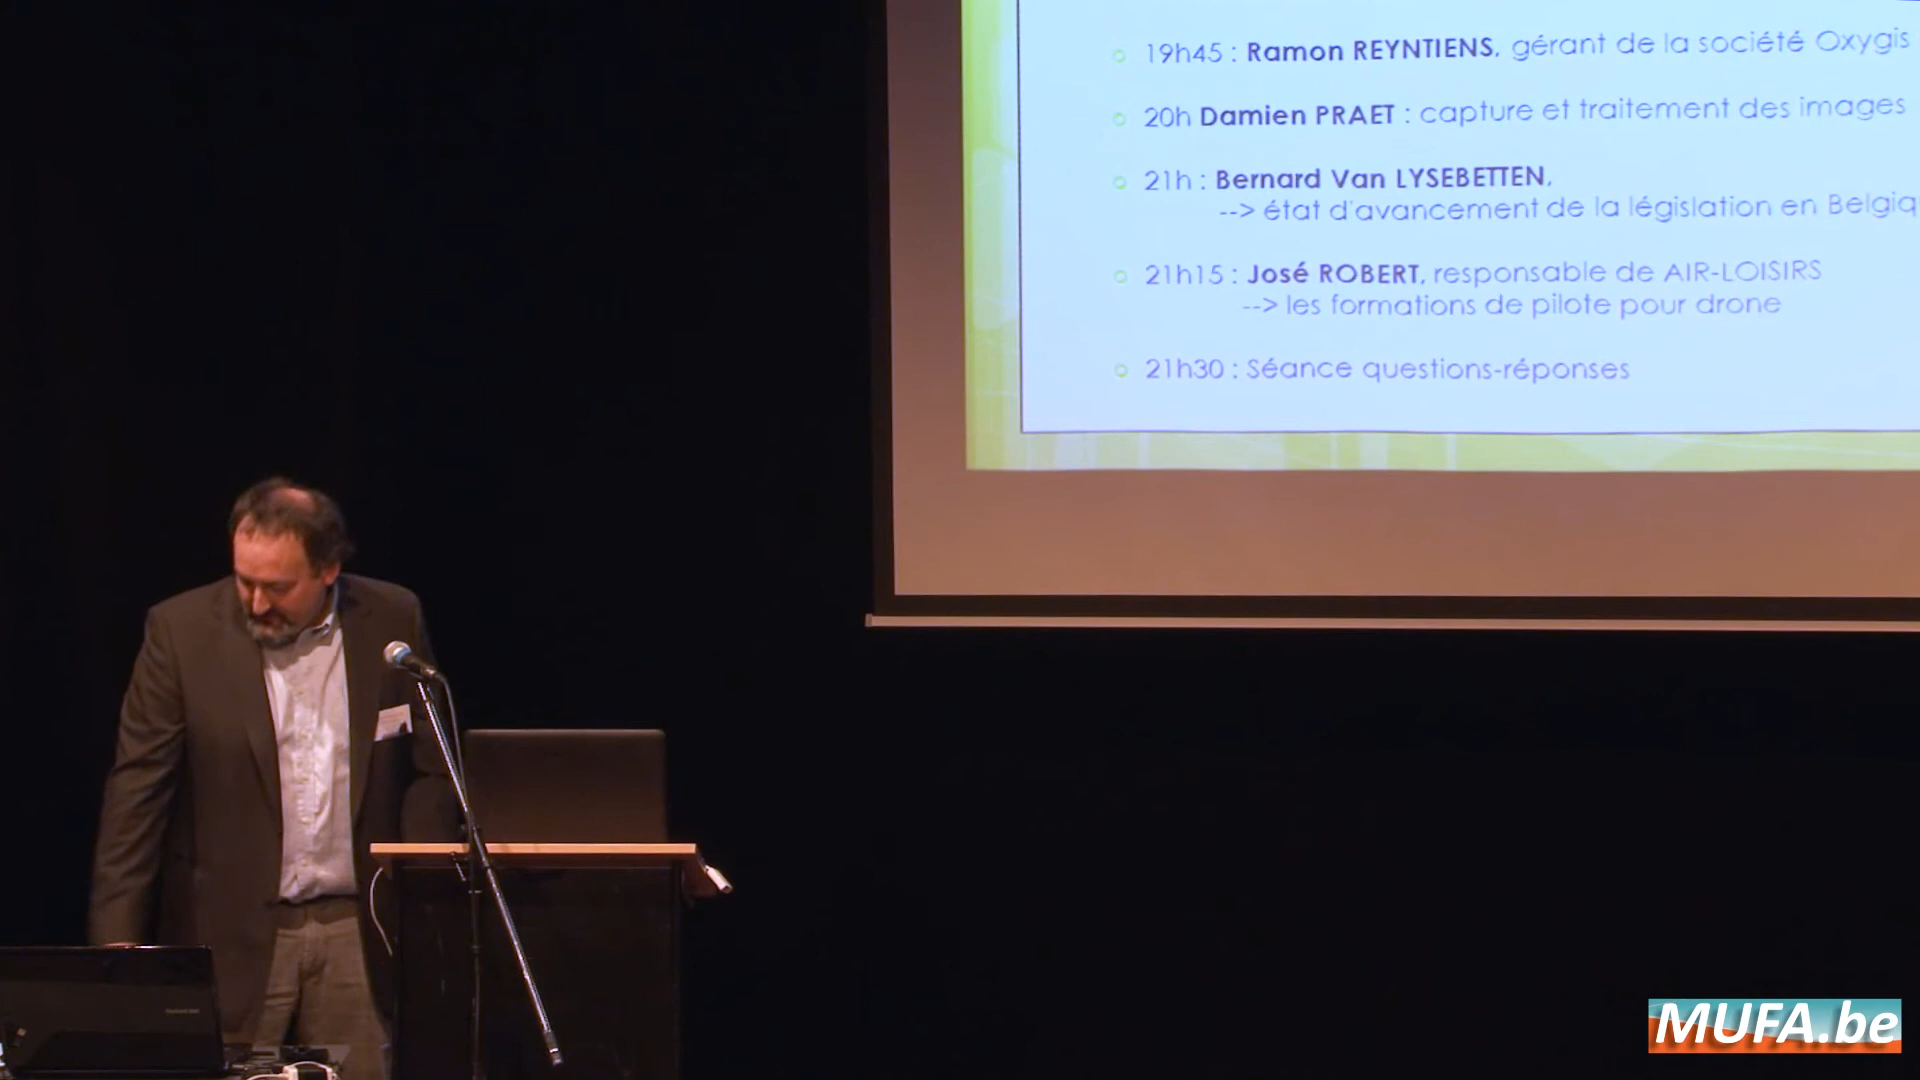 19h45 : Ramon REYNTIENS, gérant de la société Oxygis
20h Damien PRAET : capture et traitement des images
21h : Bernard Van LYSEBETTEN,
--> état d'avancement de la législation en Belgiq
21h15 : José ROBERT, responsable de AIR-LOISIRS
--> les formations de pilote pour drone
21h30 : Séance questions-réponses
MUFA.be